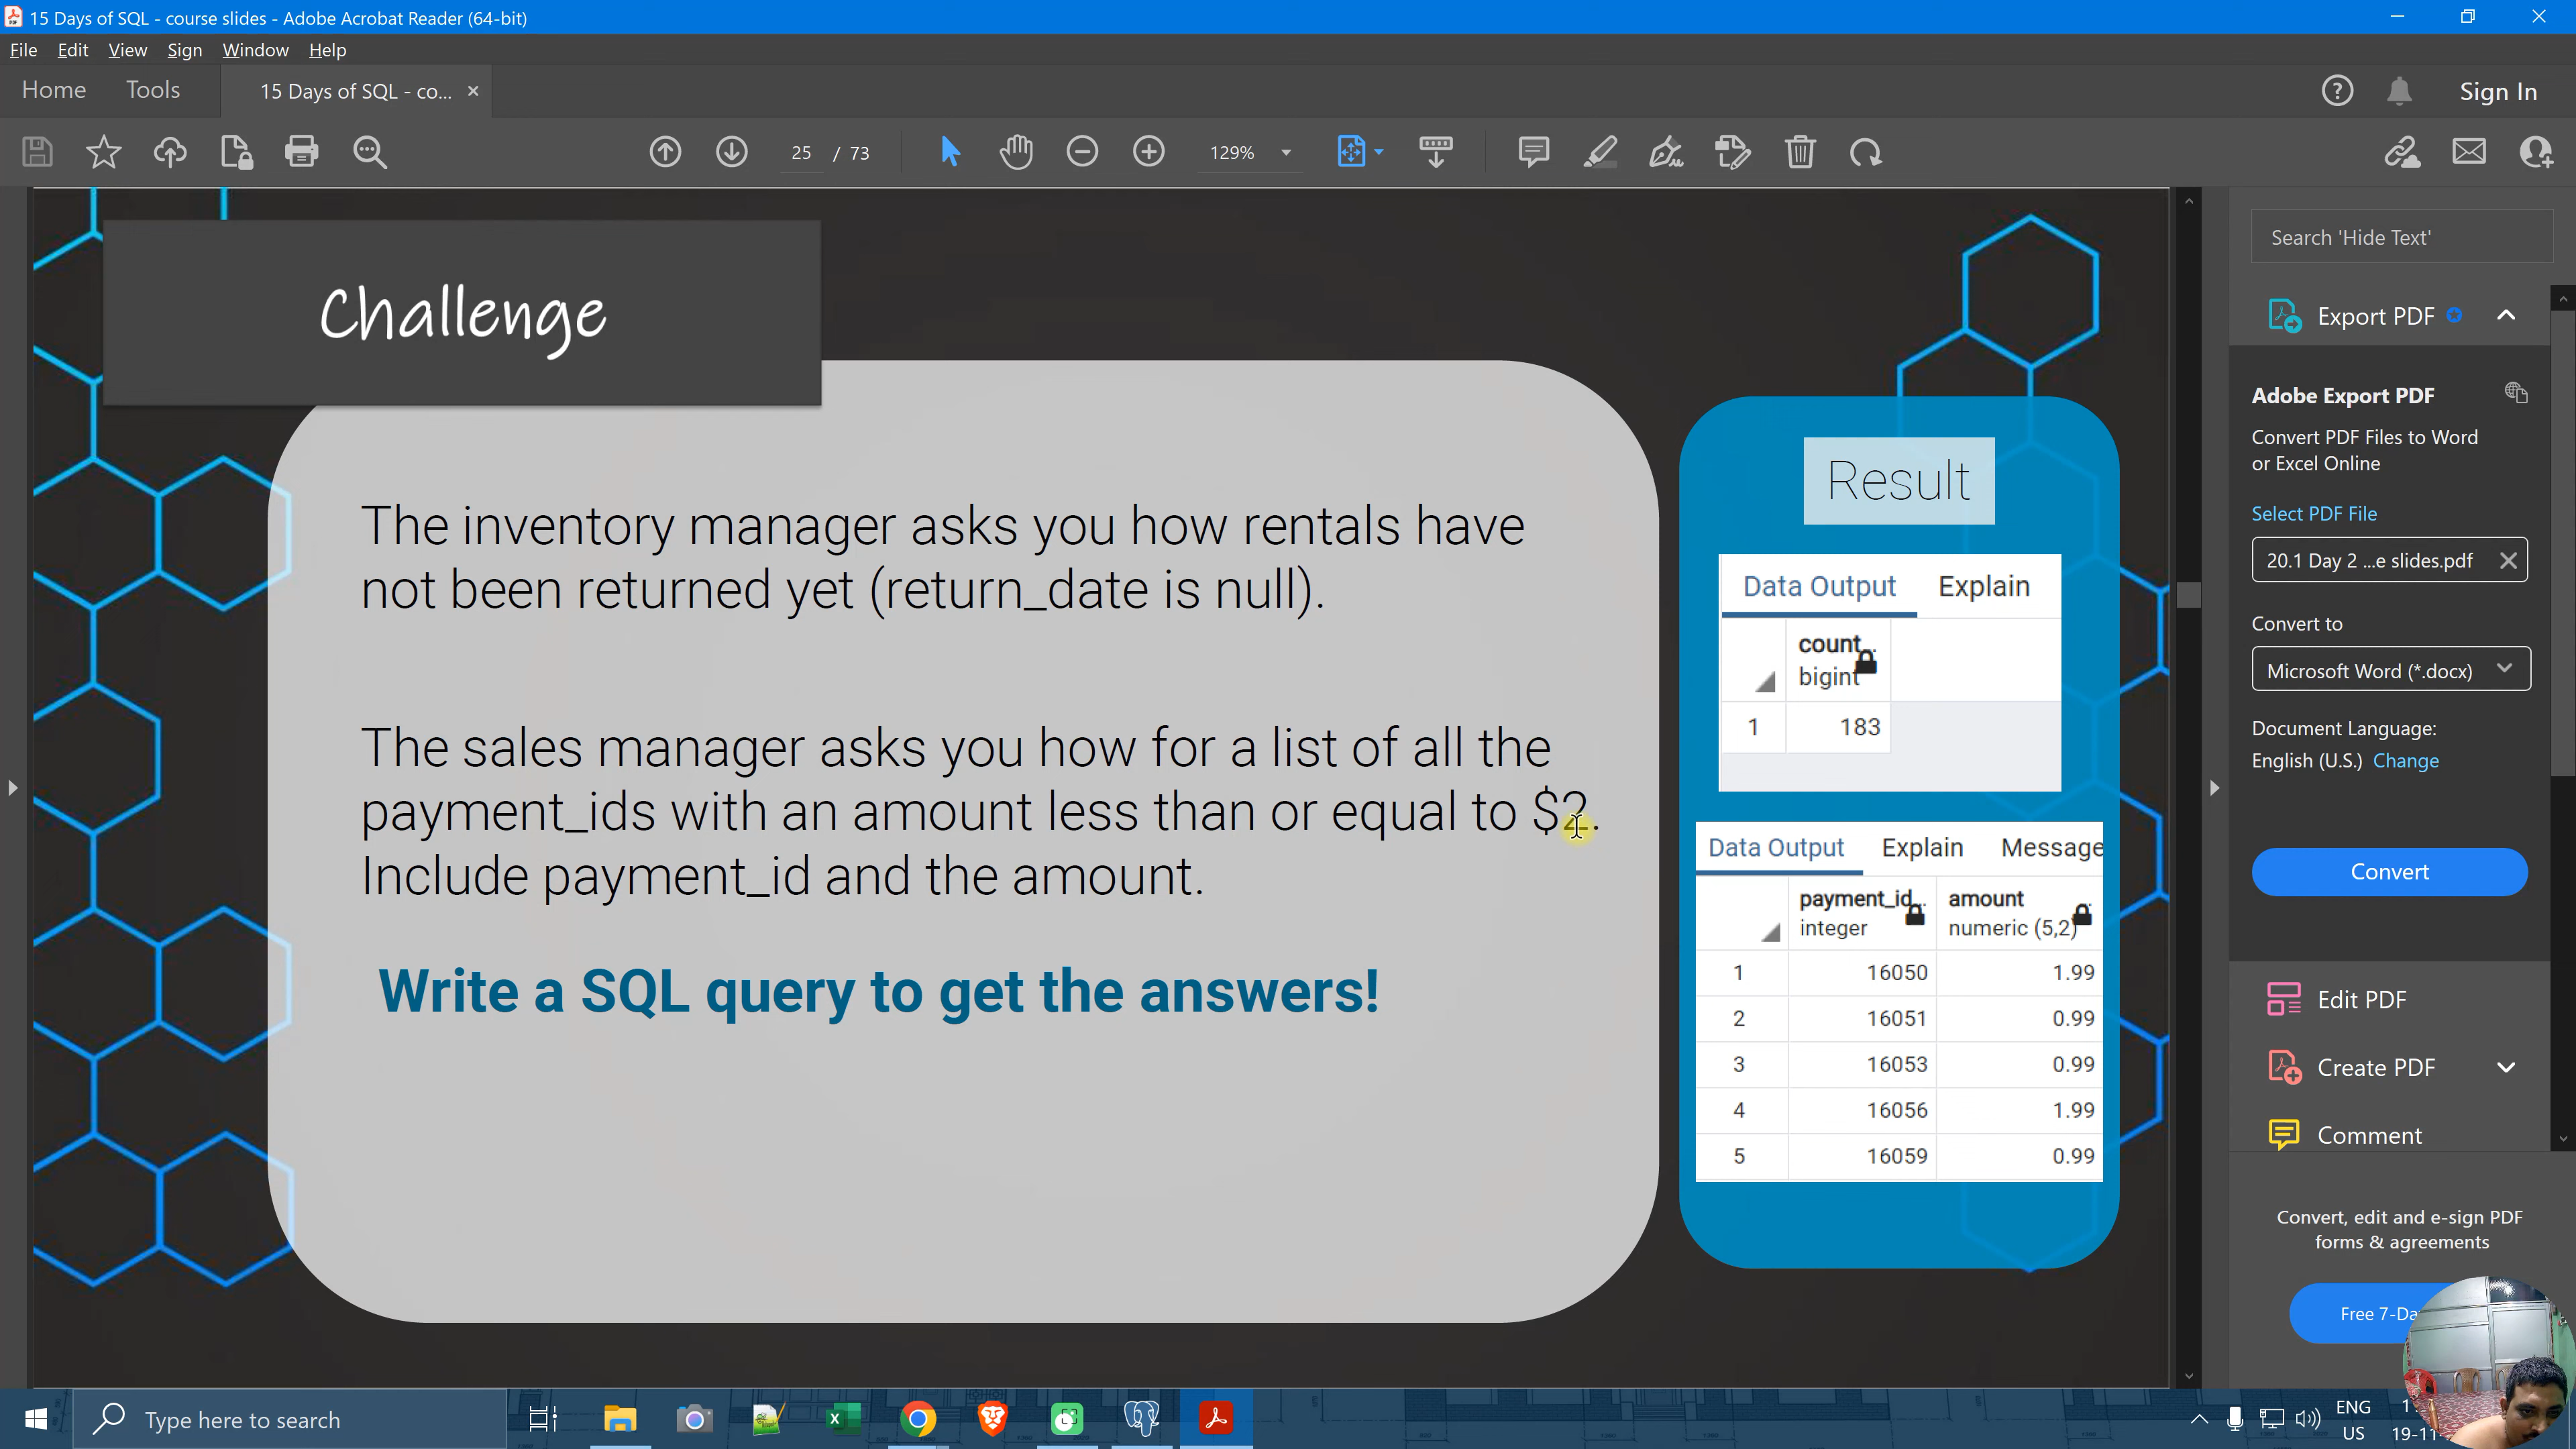 15 Days of SQL - course slides - Adobe Acrobat Reader (64-bit)
File Edit View Sign Window Help
Home Tools 15 Days of SQL - co... Sign In
25 / 73 129%
Challenge
The inventory manager asks you how rentals have
not been returned yet (return_date is null).
The sales manager asks you how for a list of all the
payment_ids with an amount less than or equal to $2.
Include payment_id and the amount.
Write a SQL query to get the answers!
Result
Data Output Explain
count
bigint
1 183
Data Output Explain Message
payment_id
integer
amount
numeric (5,2)
1 16050 1.99
2 16051 0.99
3 16053 0.99
4 16056 1.99
5 16059 0.99
Search 'Hide Text'
Export PDF
Adobe Export PDF
Convert PDF Files to Word
or Excel Online
Select PDF File
20.1 Day 2 ...e slides.pdf
Convert to
Microsoft Word (*.docx)
Document Language:
English (U.S.) Change
Convert
Edit PDF
Create PDF
Comment
Convert, edit and e-sign PDF
forms & agreements
Free 7-Da
Type here to search
ENG
US
19-11